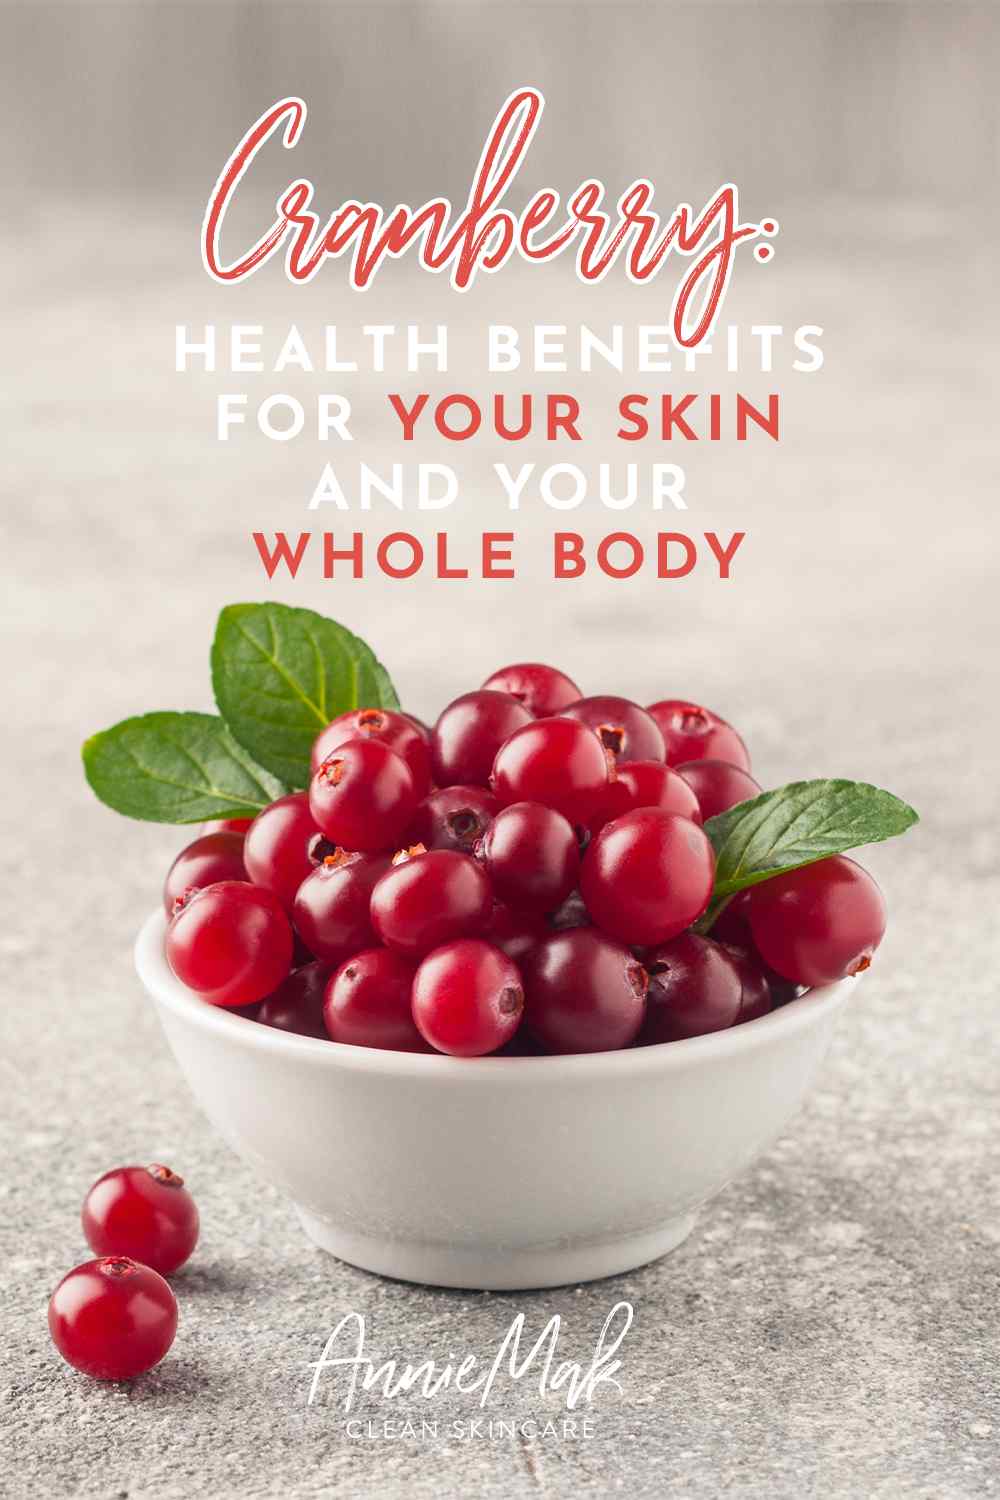 Cranberry:
HEALTH BENEFITS
FOR YOUR SKIN
AND YOUR
WHOLE BODY
AnnieMak
CLEAN SKINCARE